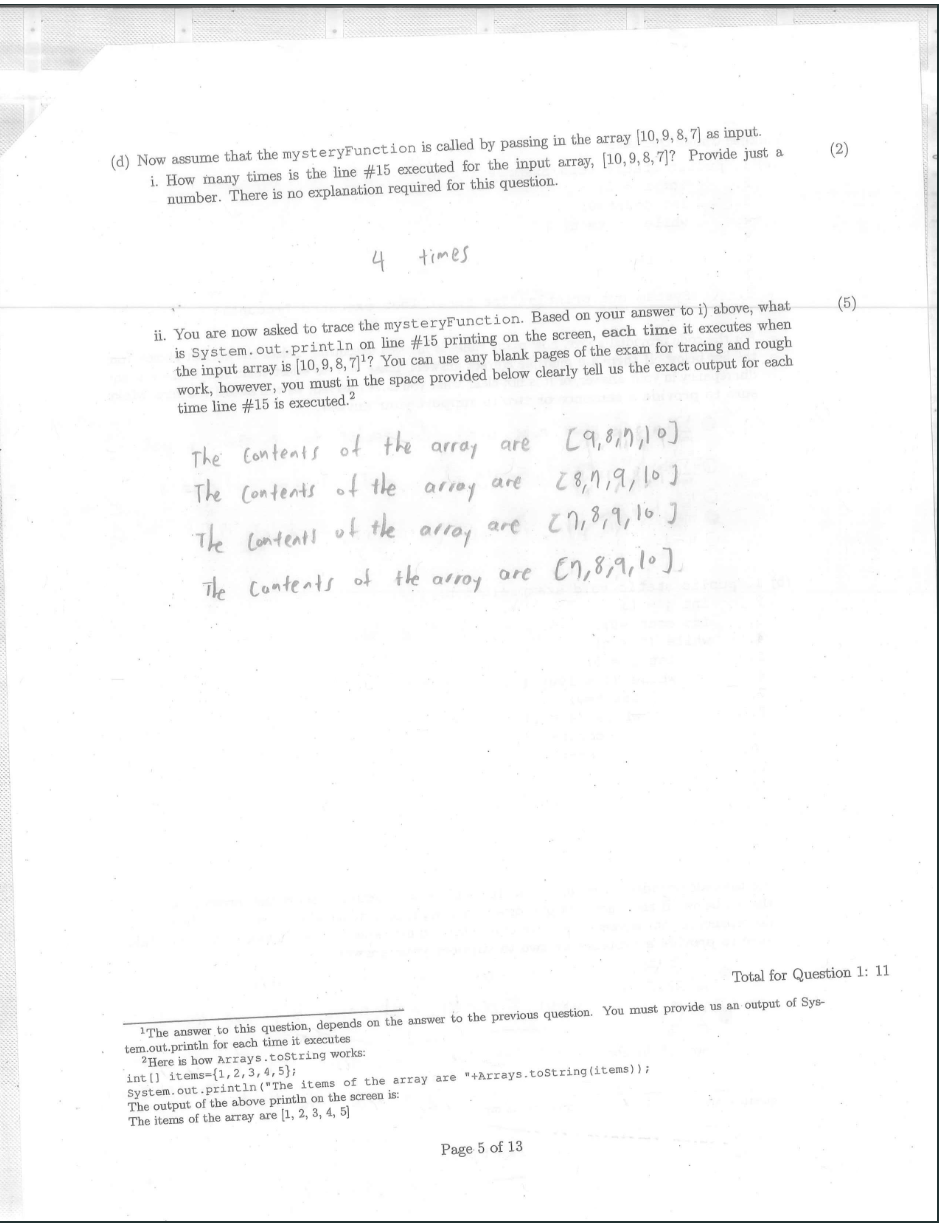 (d) Now assume that the mysteryFunction is called by passing in the array [10, 9, 8, 7] as input.
i. How many times is the line #15 executed for the input array, [10, 9, 8, 7]? Provide just a (2)
number. There is no explanation required for this question.
4 times
ii. You are now asked to trace the mysteryFunction. Based on your answer to i) above, what (5)
is System.out.println on line #15 printing on the screen, each time it executes when
the input array is [10, 9, 8, 7]¹? You can use any blank pages of the exam for tracing and rough
work, however, you must in the space provided below clearly tell us the exact output for each
time line #15 is executed.²
The Contents of the array are [9,8,7,10]
The Contents of the array are [8,7,9,10]
The Contents of the array are [7,8,9,10]
The Contents of the array are [7,8,9,10].
Total for Question 1: 11
¹The answer to this question, depends on the answer to the previous question. You must provide us an output of Sys-
tem.out.println for each time it executes
²Here is how Arrays.toString works:
int[] items={1,2,3,4,5};
System.out.println("The items of the array are "+Arrays.toString(items));
The output of the above println on the screen is:
The items of the array are [1, 2, 3, 4, 5]
Page 5 of 13